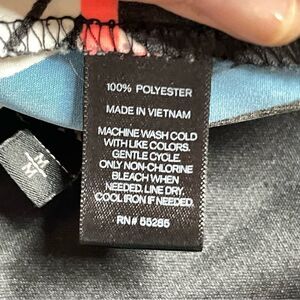 100% POLYESTER
MADE IN VIETNAM
MACHINE WASH COLD
WITH LIKE COLORS.
GENTLE CYCLE.
ONLY NON-CHLORINE
BLEACH WHEN
NEEDED. LINE DRY.
COOL IRON IF NEEDED.
RN# 55285